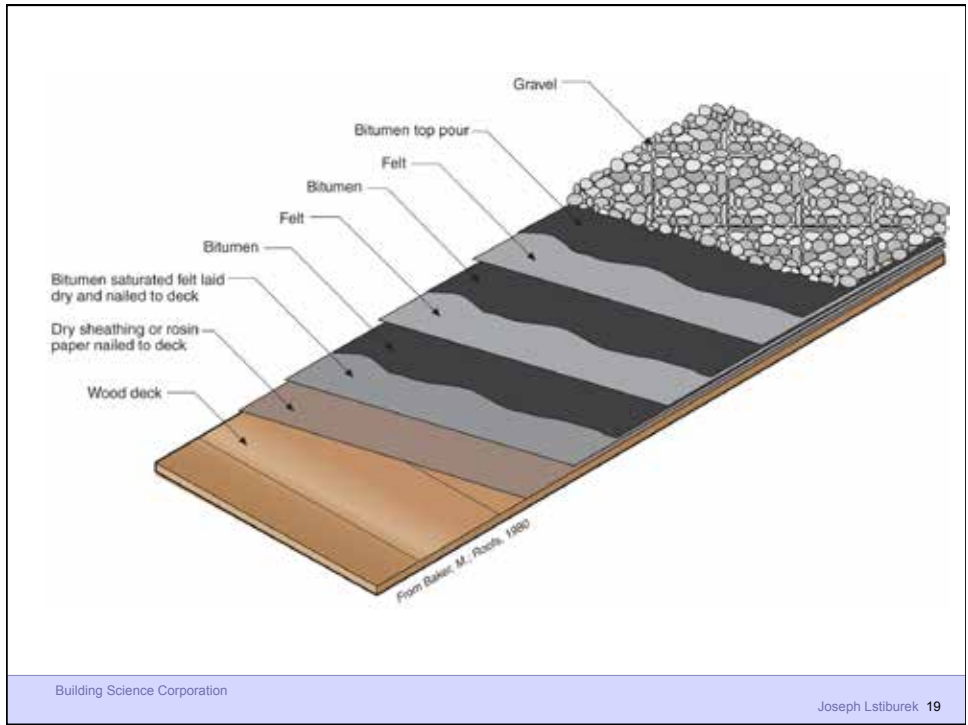 Gravel
Bitumen top pour
Felt
Bitumen
Felt
Bitumen
Bitumen saturated felt laid
dry and nailed to deck
Dry sheathing or rosin
paper nailed to deck
Wood deck
From Baker, M.; Roofs, 1980
Building Science Corporation
Joseph Lstiburek 19